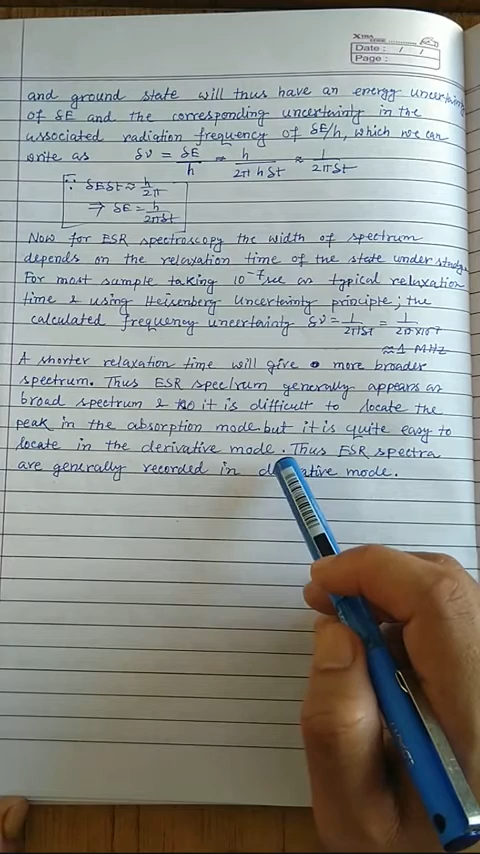 XTRA
Date : / /
Page :
and ground state will thus have an energy uncertainty
of δE and the corresponding uncertainty in the
associated radiation frequency of δE/h, which we can
write as δν = δE/h = h/2π h δt ≈ 1/2πδt
∵ δEδt ≈ h/2π
⇒ δE = h/2πδt
Now for ESR spectroscopy the width of spectrum
depends on the relaxation time of the state under study.
For most sample taking 10⁻⁷ sec as typical relaxation
time & using Heisenberg Uncertainty principle; the
calculated frequency uncertainty δν = 1/2πδt = 1/2π×10⁻⁷
≈ 1 MHz
A shorter relaxation time will give more broader
spectrum. Thus ESR spectrum generally appears as
broad spectrum & so it is difficult to locate the
peak in the absorption mode but it is quite easy to
locate in the derivative mode. Thus ESR spectra
are generally recorded in de ative mode.